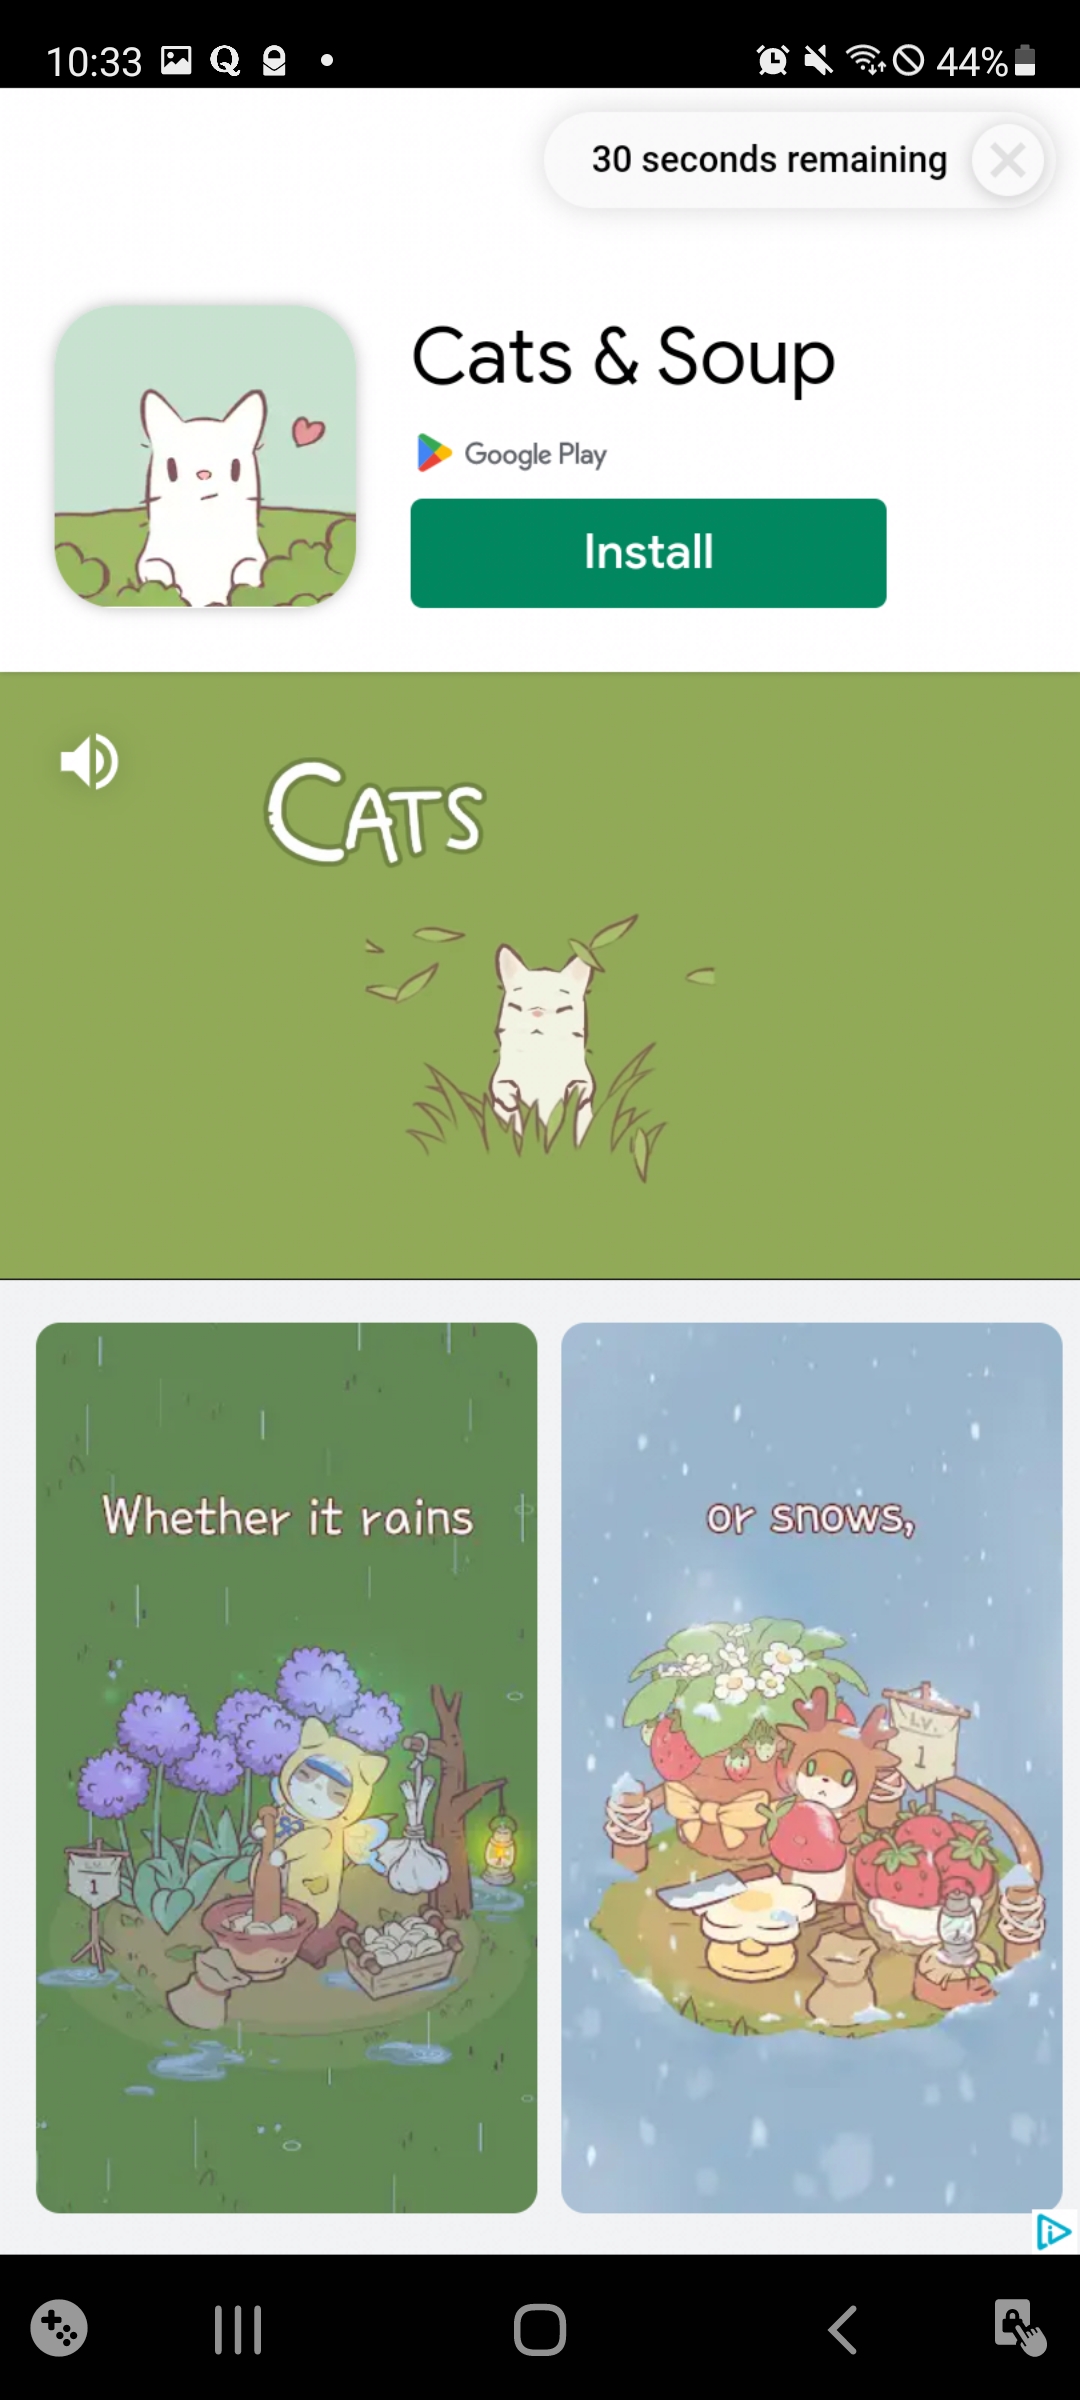 10:33
44%
30 seconds remaining
Cats & Soup
Google Play
Install
CATS
Whether it rains
or snows,
LV.
1
LV.
1